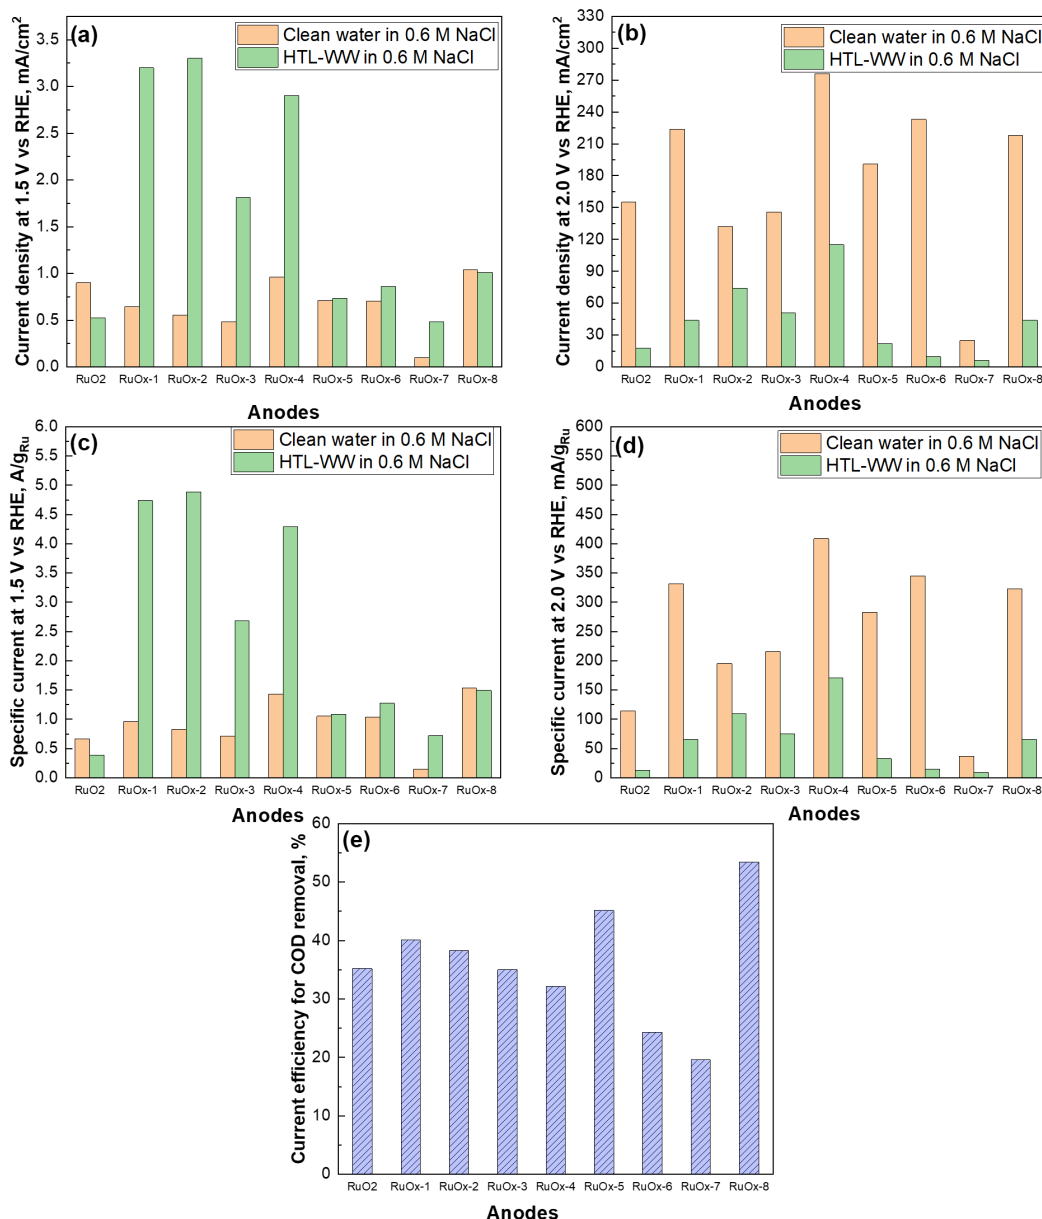 (a)
Clean water in 0.6 M NaCl
HTL-WW in 0.6 M NaCl
Current density at 1.5 V vs RHE, mA/cm²
3.5
3.0
2.5
2.0
1.5
1.0
0.5
0.0
RuO2 RuOx-1 RuOx-2 RuOx-3 RuOx-4 RuOx-5 RuOx-6 RuOx-7 RuOx-8
Anodes
(b)
Clean water in 0.6 M NaCl
HTL-WW in 0.6 M NaCl
Current density at 2.0 V vs RHE, mA/cm²
330
300
270
240
210
180
150
120
90
60
30
0
RuO2 RuOx-1 RuOx-2 RuOx-3 RuOx-4 RuOx-5 RuOx-6 RuOx-7 RuOx-8
Anodes
(c)
Clean water in 0.6 M NaCl
HTL-WW in 0.6 M NaCl
Specific current at 1.5 V vs RHE, A/gRu
6.0
5.5
5.0
4.5
4.0
3.5
3.0
2.5
2.0
1.5
1.0
0.5
0.0
RuO2 RuOx-1 RuOx-2 RuOx-3 RuOx-4 RuOx-5 RuOx-6 RuOx-7 RuOx-8
Anodes
(d)
Clean water in 0.6 M NaCl
HTL-WW in 0.6 M NaCl
Specific current at 2.0 V vs RHE, mA/gRu
600
550
500
450
400
350
300
250
200
150
100
50
0
RuO2 RuOx-1 RuOx-2 RuOx-3 RuOx-4 RuOx-5 RuOx-6 RuOx-7 RuOx-8
Anodes
(e)
Current efficiency for COD removal, %
60
50
40
30
20
10
0
RuO2 RuOx-1 RuOx-2 RuOx-3 RuOx-4 RuOx-5 RuOx-6 RuOx-7 RuOx-8
Anodes